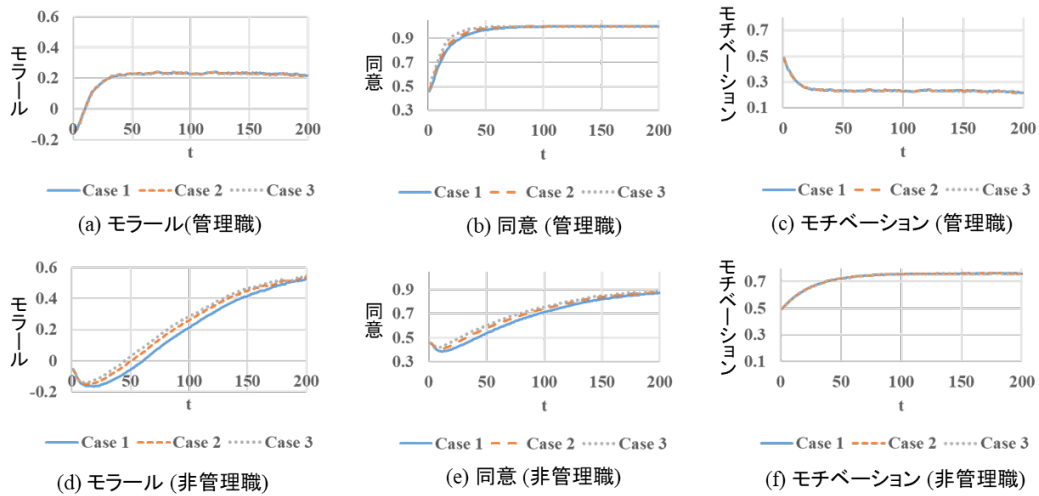 モラール
0.6
0.4
0.2
0
-0.2
0 50 100 150 200
t
Case 1 Case 2 Case 3
(a) モラール(管理職)
同意
0.9
0.7
0.5
0.3
0 50 100 150 200
t
Case 1 Case 2 Case 3
(b) 同意 (管理職)
モチベーション
0.7
0.5
0.3
0.1
0 50 100 150 200
t
Case 1 Case 2 Case 3
(c) モチベーション (管理職)
モラール
0.6
0.4
0.2
0
-0.2
0 50 100 150 200
t
Case 1 Case 2 Case 3
(d) モラール (非管理職)
同意
0.9
0.7
0.5
0.3
0 50 100 150 200
t
Case 1 Case 2 Case 3
(e) 同意 (非管理職)
モチベーション
0.7
0.5
0.3
0.1
0 50 100 150 200
t
Case 1 Case 2 Case 3
(f) モチベーション (非管理職)